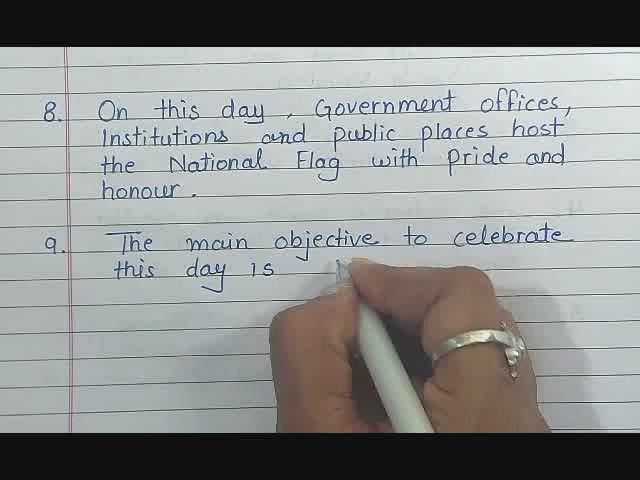 8. On this day, Government offices,
Institutions and public places host
the National Flag with pride and
honour.
9. The main objective to celebrate
this day is